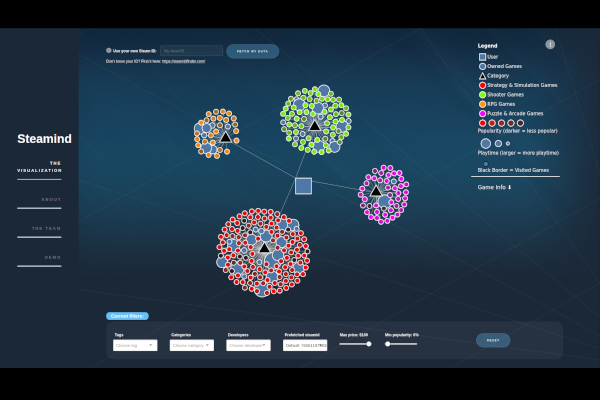 Steamind
THE
VISUALIZATION
ABOUT
THE TEAM
DEMO
Use your own Steam ID:
My steamID
FETCH MY DATA
Don't know your ID? Find it here: https://steamidfinder.com/
Legend
i
User
Owned Games
Category
Strategy & Simulation Games
Shooter Games
RPG Games
Puzzle & Arcade Games
Popularity (darker = less popular)
Playtime (larger = more playtime)
Black Border = Visited Games
Game Info ⬇
Current filters:
Tags
Categories
Developers
Prefetched steamid
Max price: $100
Min popularity: 0%
Choose tag
Choose category
Choose developer
Default:
RESET